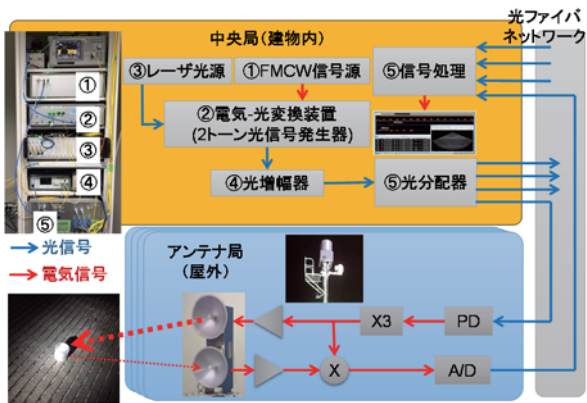 光ファイバ
ネットワーク
中央局(建物内)
③レーザ光源
①FMCW信号源
⑤信号処理
②電気-光変換装置
(2トーン光信号発生器)
④光増幅器
⑤光分配器
①
②
③
④
⑤
光信号
電気信号
アンテナ局
(屋外)
X3
PD
X
A/D